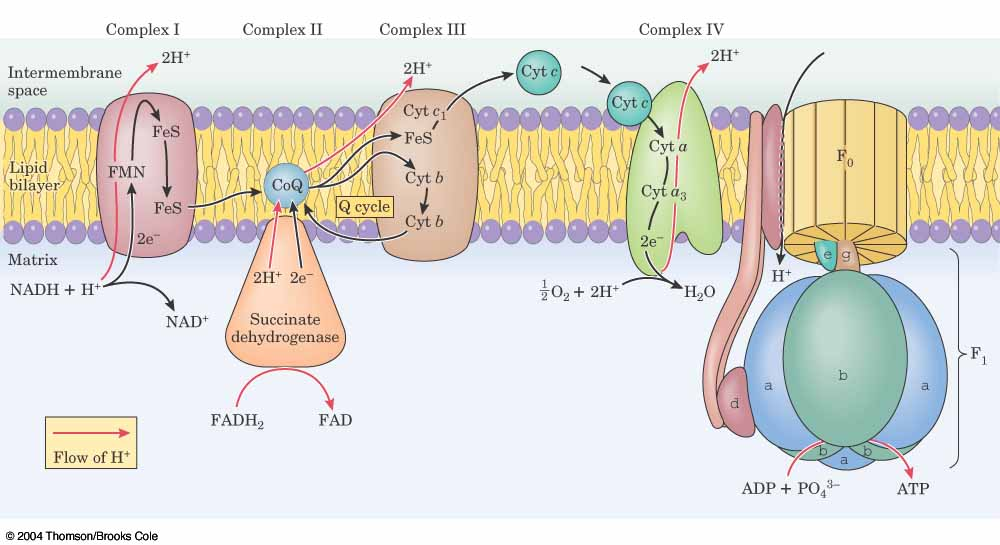 Complex I
Complex II
Complex III
Complex IV
Intermembrane
space
2H⁺
2H⁺
2H⁺
Cyt c
Cyt c
Lipid
bilayer
FeS
FMN
FeS
2e⁻
CoQ
Q cycle
Cyt c₁
FeS
Cyt b
Cyt b
Cyt a
Cyt a₃
2e⁻
F₀
Matrix
NADH + H⁺
NAD⁺
2H⁺ 2e⁻
Succinate
dehydrogenase
FADH₂
FAD
½O₂ + 2H⁺
H₂O
H⁺
e
g
a
b
a
d
b
a
b
F₁
ADP + PO₄³⁻
ATP
Flow of H⁺
© 2004 Thomson/Brooks Cole